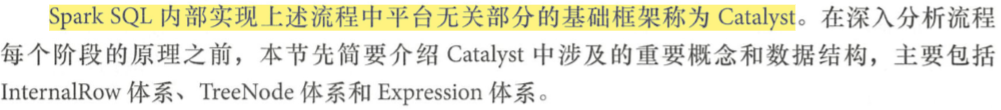 Spark SQL 内部实现上述流程中平台无关部分的基础框架称为 Catalyst。在深入分析流程
每个阶段的原理之前，本节先简要介绍 Catalyst 中涉及的重要概念和数据结构，主要包括
InternalRow 体系、TreeNode 体系和 Expression 体系。